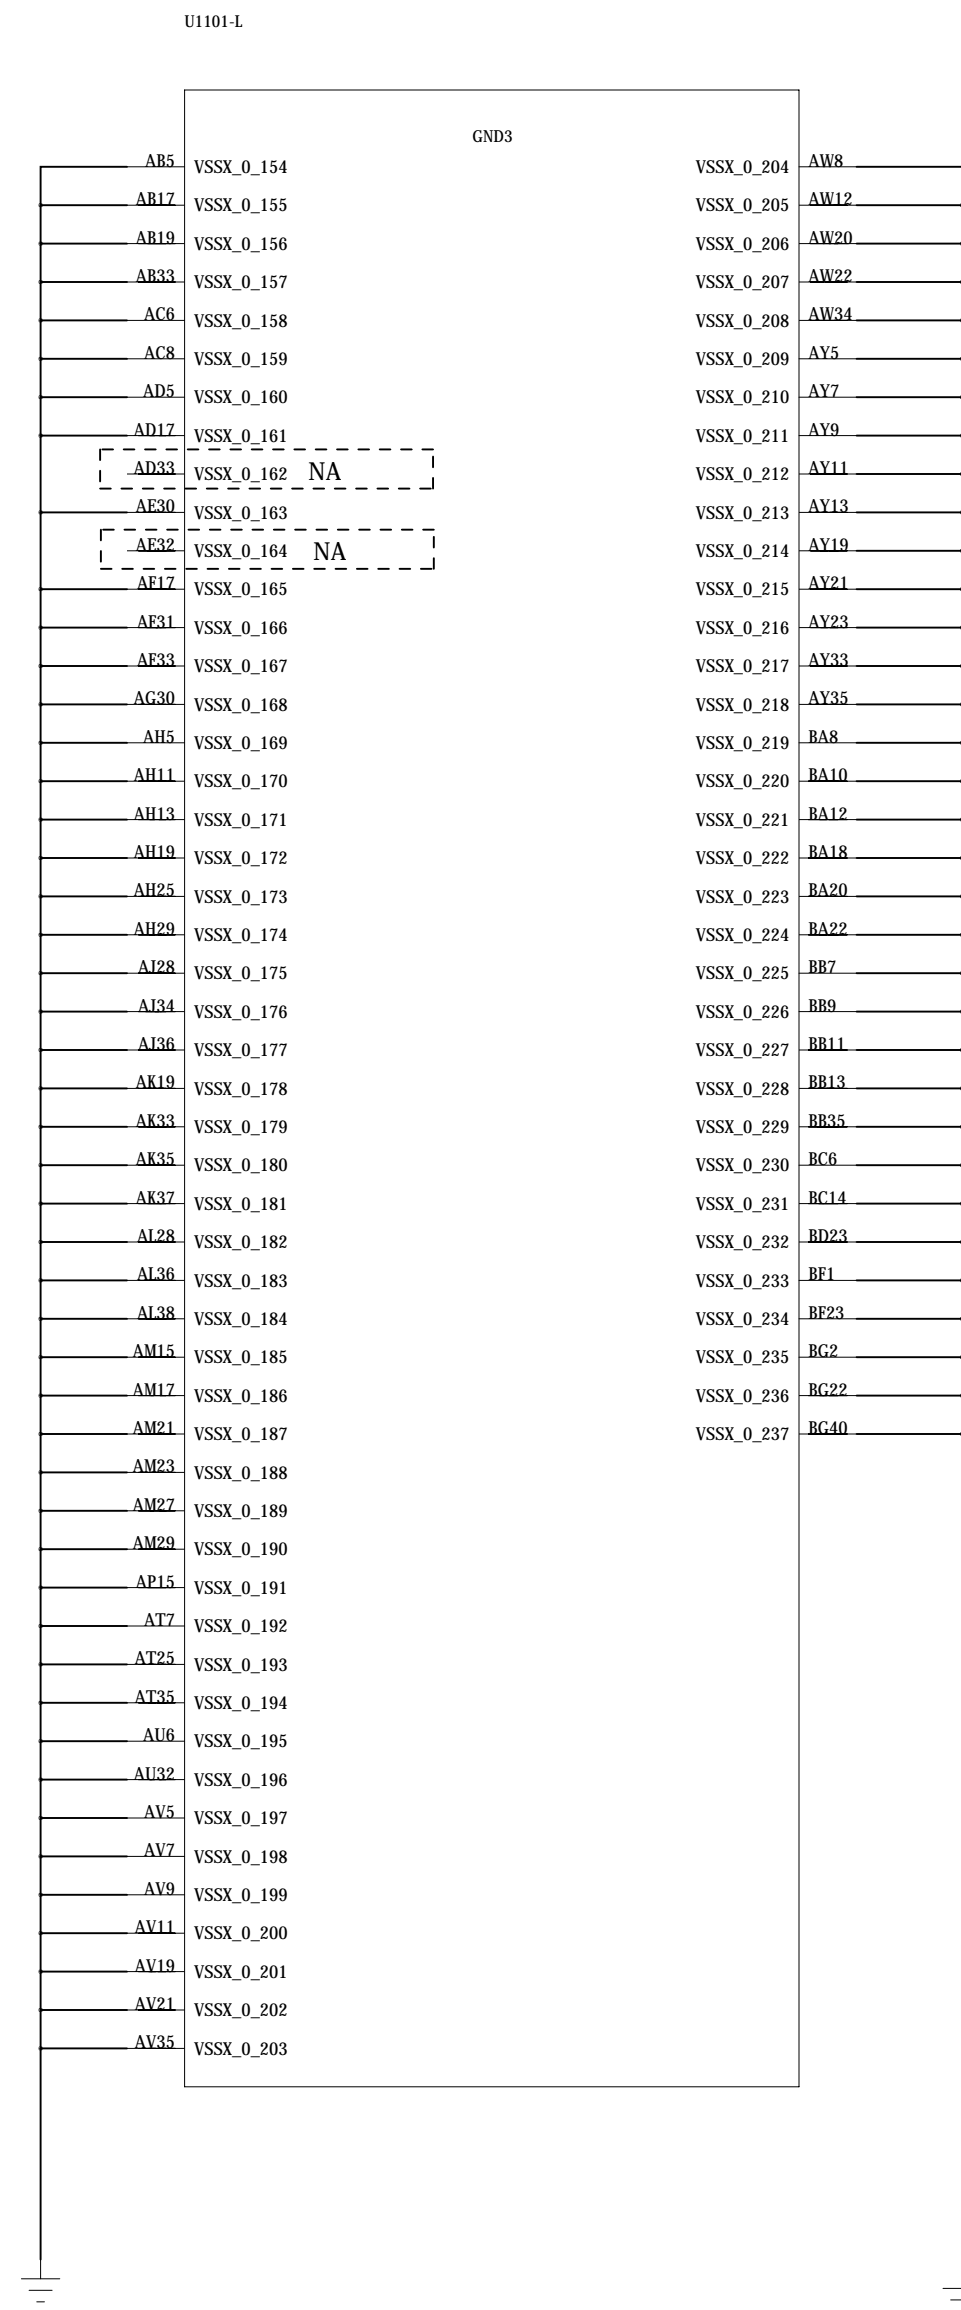 U1101-L
GND3
AB5 VSSX_0_154 VSSX_0_204 AW8
AB17 VSSX_0_155 VSSX_0_205 AW12
AB19 VSSX_0_156 VSSX_0_206 AW20
AB33 VSSX_0_157 VSSX_0_207 AW22
AC6 VSSX_0_158 VSSX_0_208 AW34
AC8 VSSX_0_159 VSSX_0_209 AY5
AD5 VSSX_0_160 VSSX_0_210 AY7
AD17 VSSX_0_161 VSSX_0_211 AY9
AD33 VSSX_0_162 NA VSSX_0_212 AY11
AE30 VSSX_0_163 VSSX_0_213 AY13
AE32 VSSX_0_164 NA VSSX_0_214 AY19
AF17 VSSX_0_165 VSSX_0_215 AY21
AF31 VSSX_0_166 VSSX_0_216 AY23
AF33 VSSX_0_167 VSSX_0_217 AY33
AG30 VSSX_0_168 VSSX_0_218 AY35
AH5 VSSX_0_169 VSSX_0_219 BA8
AH11 VSSX_0_170 VSSX_0_220 BA10
AH13 VSSX_0_171 VSSX_0_221 BA12
AH19 VSSX_0_172 VSSX_0_222 BA18
AH25 VSSX_0_173 VSSX_0_223 BA20
AH29 VSSX_0_174 VSSX_0_224 BA22
AJ28 VSSX_0_175 VSSX_0_225 BB7
AJ34 VSSX_0_176 VSSX_0_226 BB9
AJ36 VSSX_0_177 VSSX_0_227 BB11
AK19 VSSX_0_178 VSSX_0_228 BB13
AK33 VSSX_0_179 VSSX_0_229 BB35
AK35 VSSX_0_180 VSSX_0_230 BC6
AK37 VSSX_0_181 VSSX_0_231 BC14
AL28 VSSX_0_182 VSSX_0_232 BD23
AL36 VSSX_0_183 VSSX_0_233 BF1
AL38 VSSX_0_184 VSSX_0_234 BF23
AM15 VSSX_0_185 VSSX_0_235 BG2
AM17 VSSX_0_186 VSSX_0_236 BG22
AM21 VSSX_0_187 VSSX_0_237 BG40
AM23 VSSX_0_188
AM27 VSSX_0_189
AM29 VSSX_0_190
AP15 VSSX_0_191
AT7 VSSX_0_192
AT25 VSSX_0_193
AT35 VSSX_0_194
AU6 VSSX_0_195
AU32 VSSX_0_196
AV5 VSSX_0_197
AV7 VSSX_0_198
AV9 VSSX_0_199
AV11 VSSX_0_200
AV19 VSSX_0_201
AV21 VSSX_0_202
AV35 VSSX_0_203